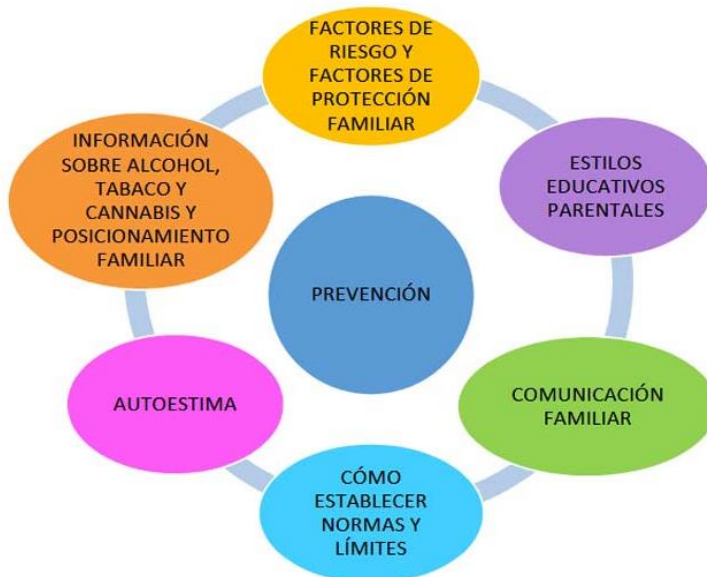 FACTORES DE
RIESGO Y
FACTORES DE
PROTECCIÓN
FAMILIAR
ESTILOS
EDUCATIVOS
PARENTALES
COMUNICACIÓN
FAMILIAR
CÓMO
ESTABLECER
NORMAS Y
LÍMITES
AUTOESTIMA
INFORMACIÓN
SOBRE ALCOHOL,
TABACO Y
CANNABIS Y
POSICIONAMIENTO
FAMILIAR
PREVENCIÓN